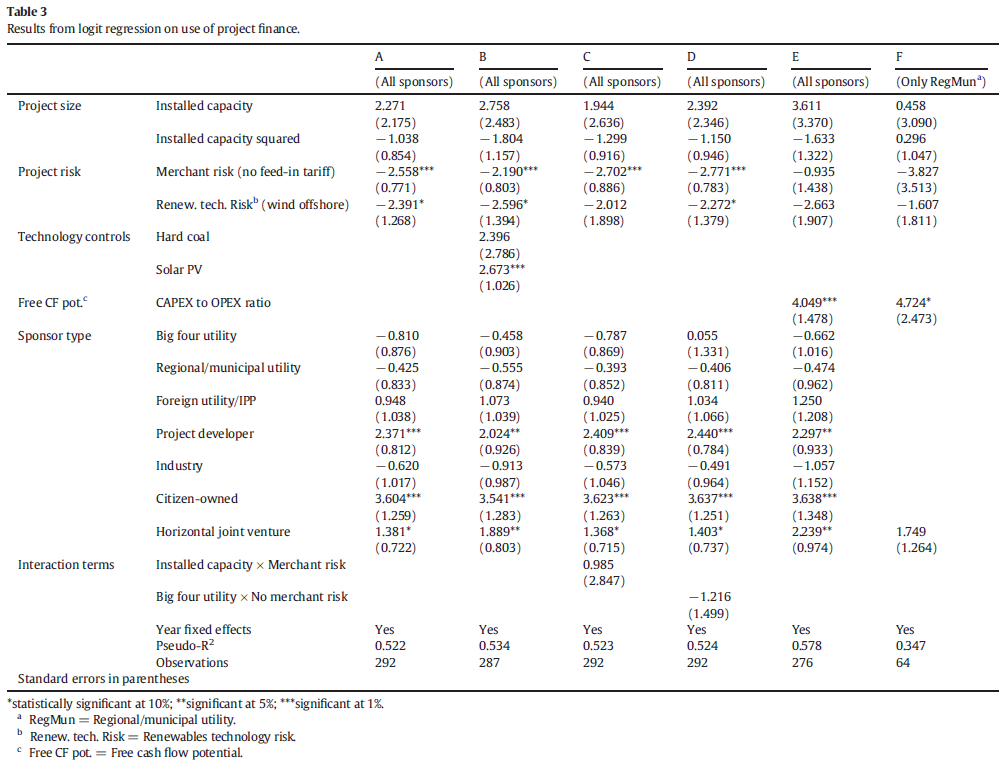 Table 3
Results from logit regression on use of project finance.
A B C D E F
(All sponsors) (All sponsors) (All sponsors) (All sponsors) (All sponsors) (Only RegMunᵃ)
Project size Installed capacity 2.271 2.758 1.944 2.392 3.611 0.458
(2.175) (2.483) (2.636) (2.346) (3.370) (3.090)
Installed capacity squared −1.038 −1.804 −1.299 −1.150 −1.633 0.296
(0.854) (1.157) (0.916) (0.946) (1.322) (1.047)
Project risk Merchant risk (no feed-in tariff) −2.558*** −2.190*** −2.702*** −2.771*** −0.935 −3.827
(0.771) (0.803) (0.886) (0.783) (1.438) (3.513)
Renew. tech. Riskᵇ (wind offshore) −2.391* −2.596* −2.012 −2.272* −2.663 −1.607
(1.268) (1.394) (1.898) (1.379) (1.907) (1.811)
Technology controls Hard coal 2.396
(2.786)
Solar PV 2.673***
(1.026)
Free CF pot.ᶜ CAPEX to OPEX ratio 4.049*** 4.724*
(1.478) (2.473)
Sponsor type Big four utility −0.810 −0.458 −0.787 0.055 −0.662
(0.876) (0.903) (0.869) (1.331) (1.016)
Regional/municipal utility −0.425 −0.555 −0.393 −0.406 −0.474
(0.833) (0.874) (0.852) (0.811) (0.962)
Foreign utility/IPP 0.948 1.073 0.940 1.034 1.250
(1.038) (1.039) (1.025) (1.066) (1.208)
Project developer 2.371*** 2.024** 2.409*** 2.440*** 2.297**
(0.812) (0.926) (0.839) (0.784) (0.933)
Industry −0.620 −0.913 −0.573 −0.491 −1.057
(1.017) (0.987) (1.046) (0.964) (1.152)
Citizen-owned 3.604*** 3.541*** 3.623*** 3.637*** 3.638***
(1.259) (1.283) (1.263) (1.251) (1.348)
Horizontal joint venture 1.381* 1.889** 1.368* 1.403* 2.239** 1.749
(0.722) (0.803) (0.715) (0.737) (0.974) (1.264)
Interaction terms Installed capacity × Merchant risk 0.985
(2.847)
Big four utility × No merchant risk −1.216
(1.499)
Year fixed effects Yes Yes Yes Yes Yes Yes
Pseudo-R² 0.522 0.534 0.523 0.524 0.578 0.347
Observations 292 287 292 292 276 64
Standard errors in parentheses
*statistically significant at 10%; **significant at 5%; ***significant at 1%.
ᵃ RegMun = Regional/municipal utility.
ᵇ Renew. tech. Risk = Renewables technology risk.
ᶜ Free CF pot. = Free cash flow potential.